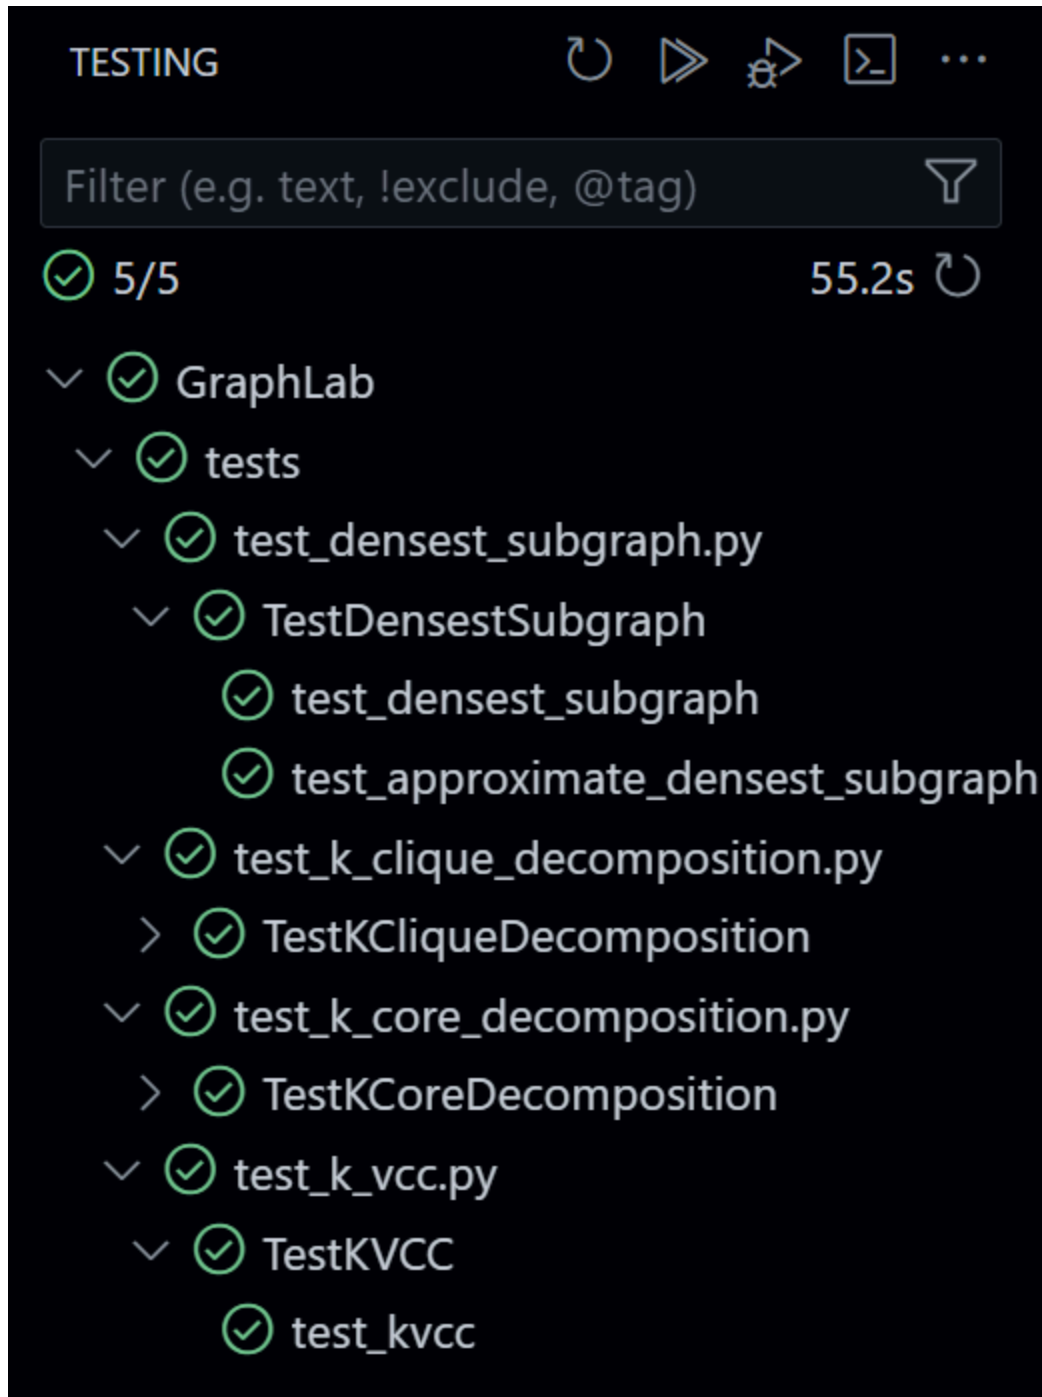 TESTING
Filter (e.g. text, !exclude, @tag)
5/5 55.2s
GraphLab
tests
test_densest_subgraph.py
TestDensestSubgraph
test_densest_subgraph
test_approximate_densest_subgraph
test_k_clique_decomposition.py
TestKCliqueDecomposition
test_k_core_decomposition.py
TestKCoreDecomposition
test_k_vcc.py
TestKVCC
test_kvcc